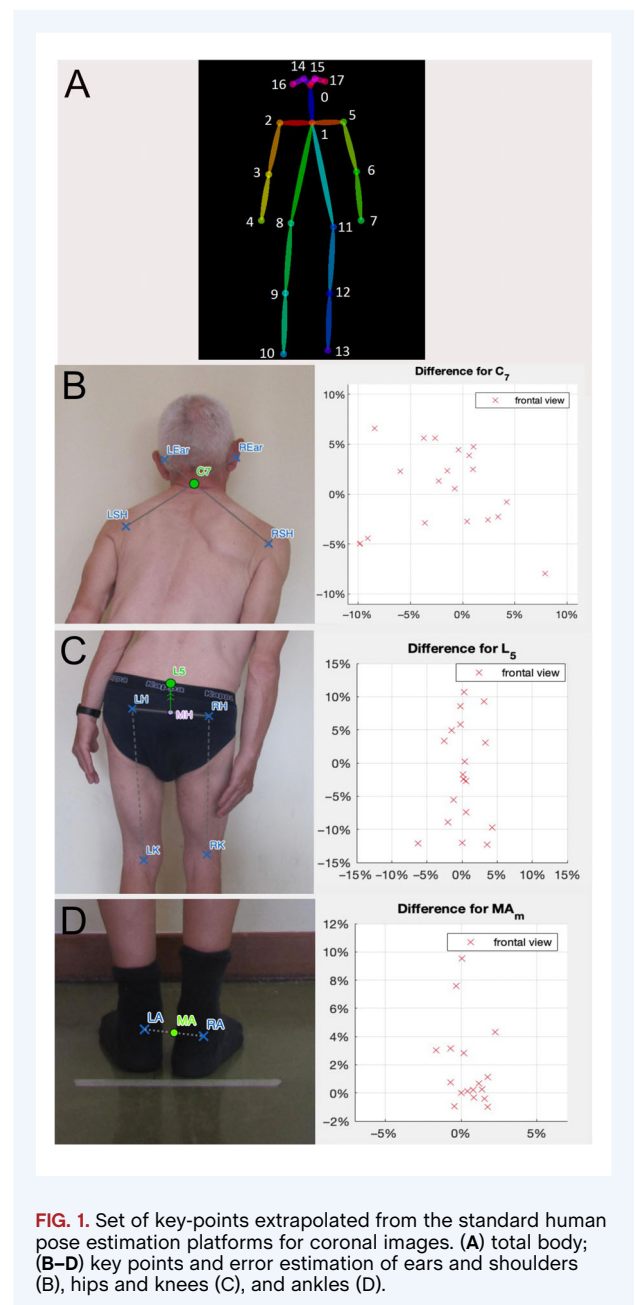 A
14 15
16 17
0
2 5
1
3 6
4 8 7
11
9 12
10 13
B
LEar REar
C7
LSH
RSH
Difference for C7
frontal view
10%
5%
0%
−5%
−10%
−10% −5% 0% 5% 10%
C
L5
Kappa
LH RH
MH
LK RK
Difference for L5
frontal view
15%
10%
5%
0%
−5%
−10%
−15%
−15% −10% −5% 0% 5% 10% 15%
D
LA MA RA
Difference for MAm
frontal view
12%
10%
8%
6%
4%
2%
0%
−2%
−5% 0% 5%
FIG. 1. Set of key-points extrapolated from the standard human
pose estimation platforms for coronal images. (A) total body;
(B–D) key points and error estimation of ears and shoulders
(B), hips and knees (C), and ankles (D).